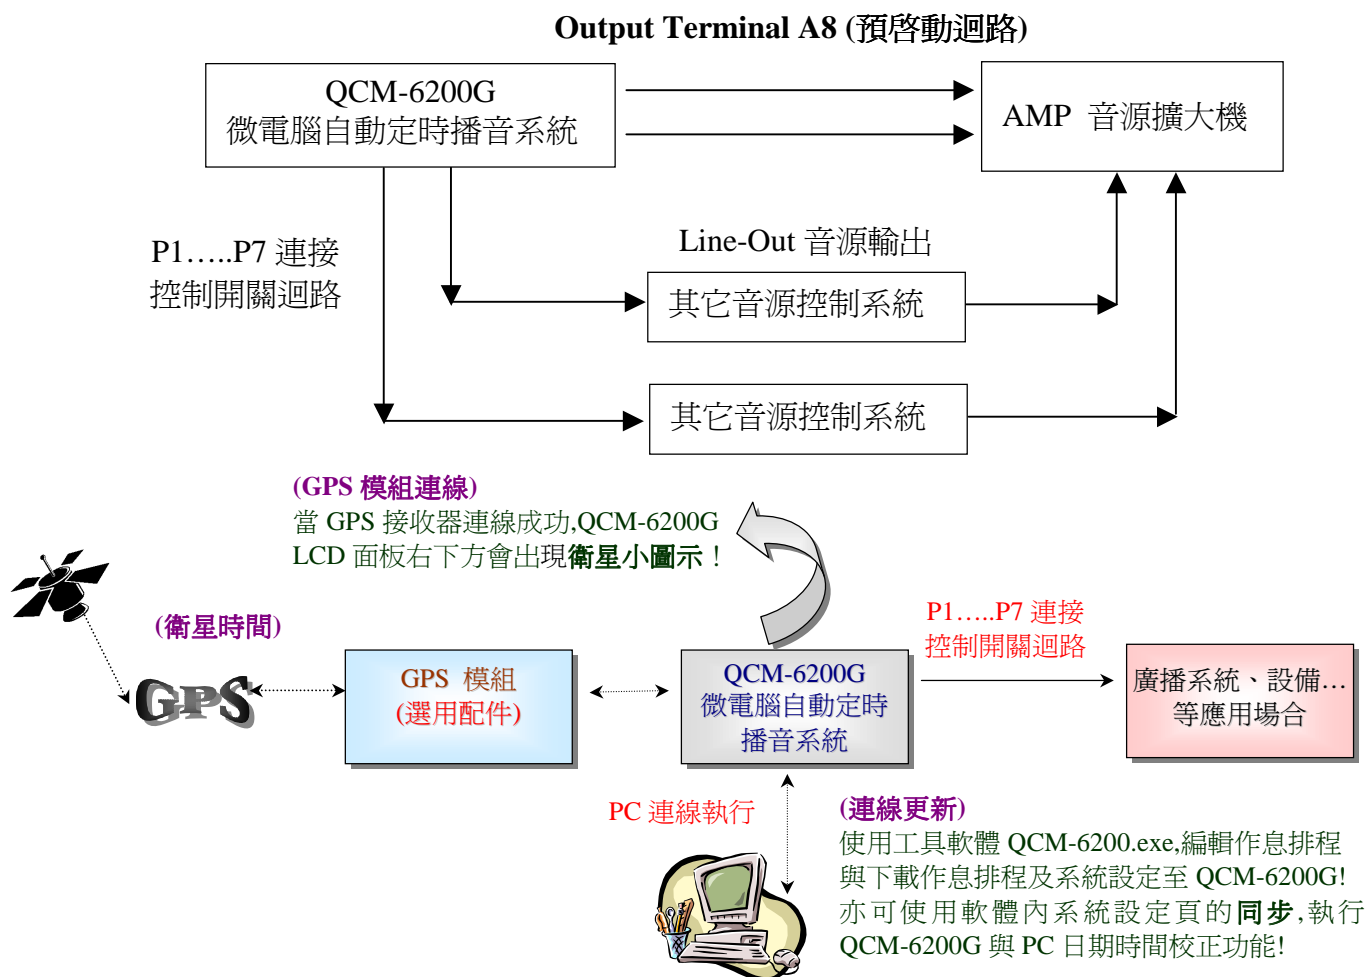 Output Terminal A8 (預啓動迴路)
QCM-6200G
微電腦自動定時播音系統
AMP 音源擴大機
P1…..P7 連接
控制開關迴路
Line-Out 音源輸出
其它音源控制系統
其它音源控制系統
(GPS 模組連線)
當 GPS 接收器連線成功,QCM-6200G
LCD 面板右下方會出現衛星小圖示！
(衛星時間)
GPS
GPS 模組
(選用配件)
QCM-6200G
微電腦自動定時
播音系統
P1…..P7 連接
控制開關迴路
廣播系統、設備…
等應用場合
PC 連線執行
(連線更新)
使用工具軟體 QCM-6200.exe,編輯作息排程
與下載作息排程及系統設定至 QCM-6200G!
亦可使用軟體內系統設定頁的同步,執行
QCM-6200G 與 PC 日期時間校正功能!